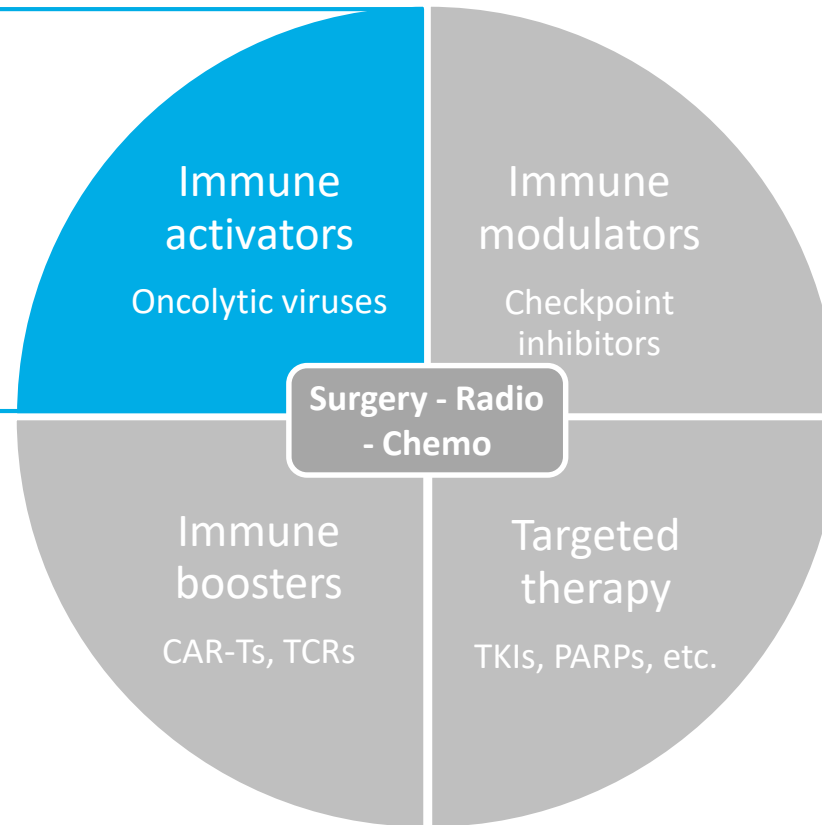 Immune
activators
Oncolytic viruses
Immune
modulators
Checkpoint
inhibitors
Surgery - Radio
- Chemo
Immune
boosters
CAR-Ts, TCRs
Targeted
therapy
TKIs, PARPs, etc.